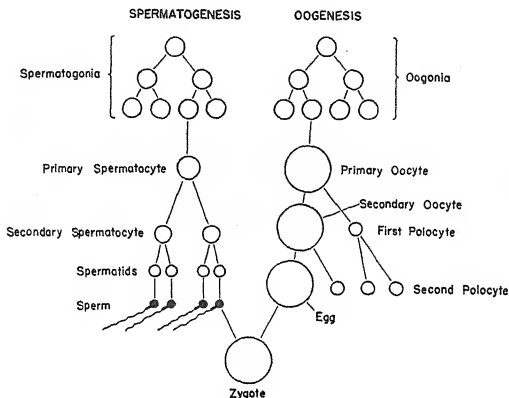 SPERMATOGENESIS
OOGENESIS
Spermatogonia
Oogonia
Primary Spermatocyte
Primary Oocyte
Secondary Oocyte
Secondary Spermatocyte
First Polocyte
Spermatids
Second Polocyte
Sperm
Egg
Zygote